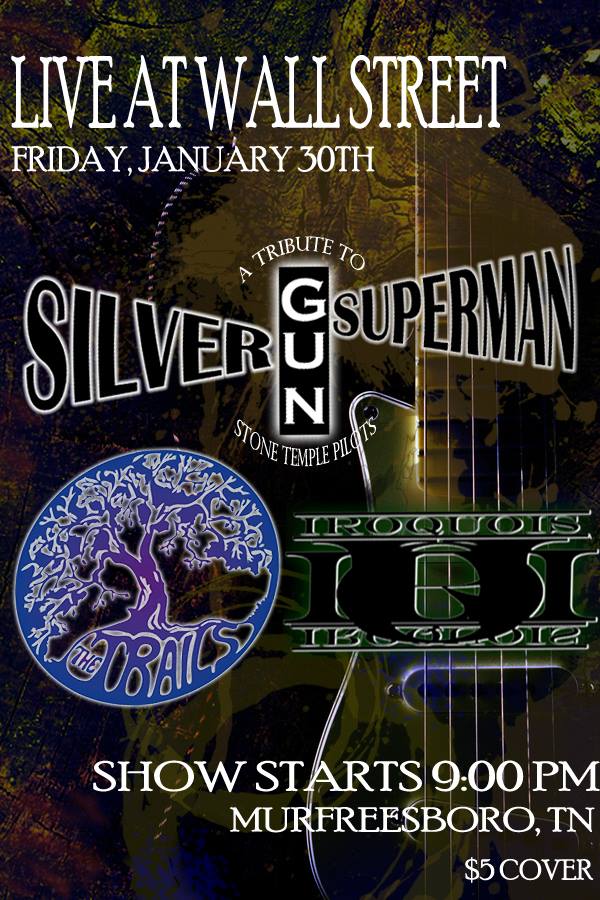 LIVE AT WALL STREET
FRIDAY, JANUARY 30TH
A TRIBUTE TO
SILVER GUN SUPERMAN
STONE TEMPLE PILOTS
THE TRAILS
IROQUOIS
SHOW STARTS 9:00 PM
MURFREESBORO, TN
$5 COVER